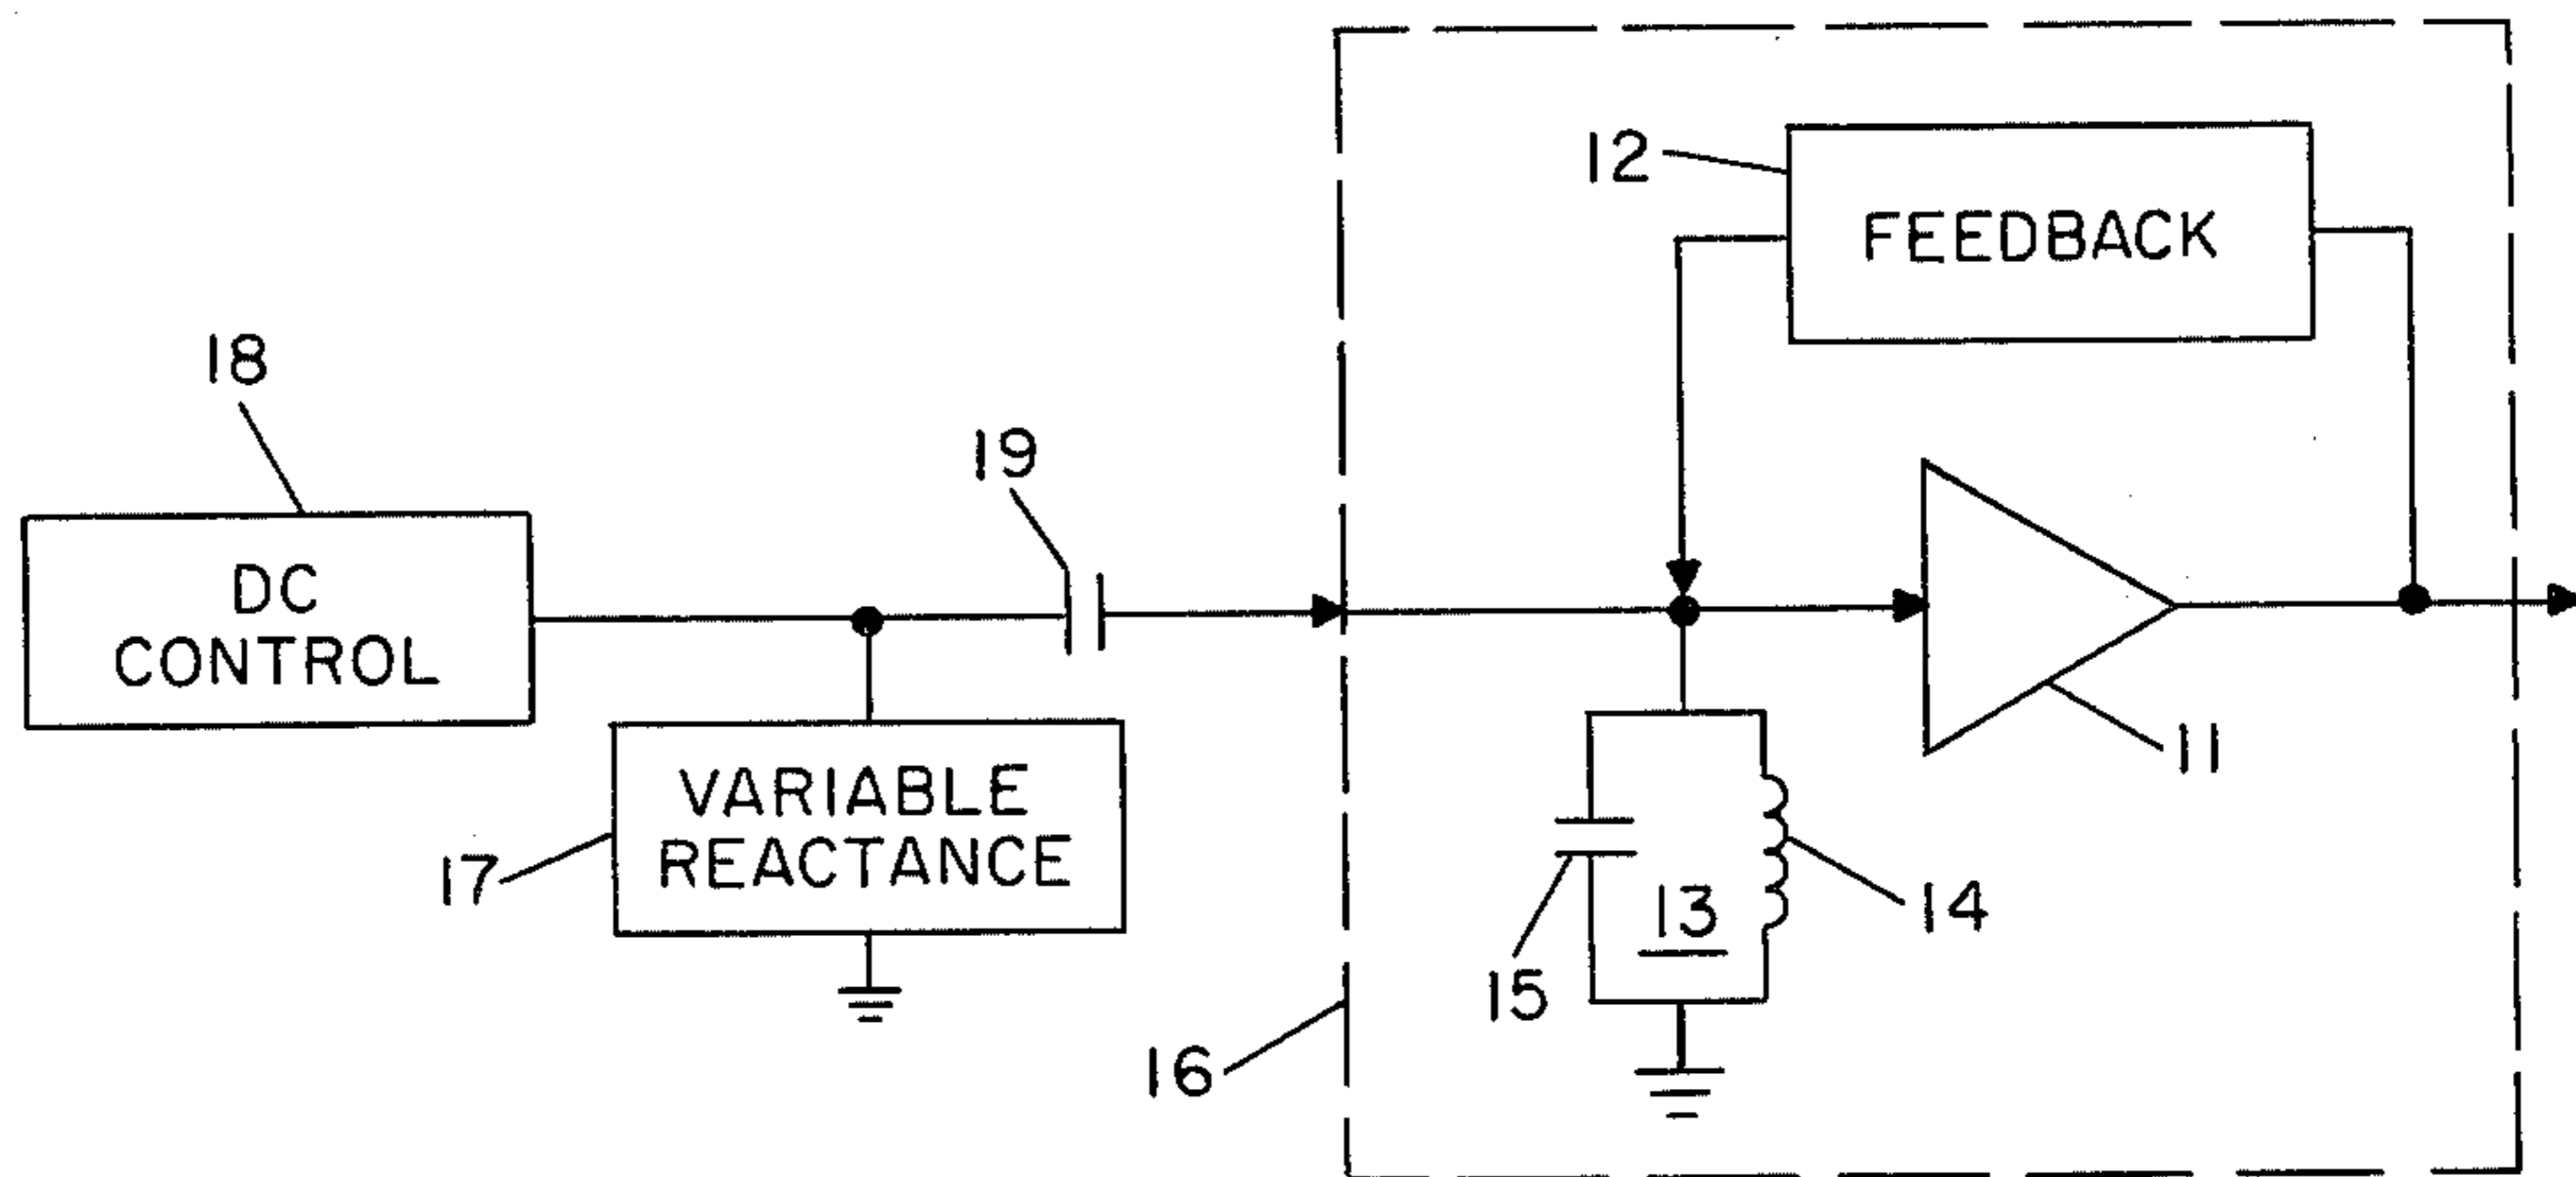 12
FEEDBACK
18
19
DC
CONTROL
11
VARIABLE
REACTANCE
17
13
14
15
16